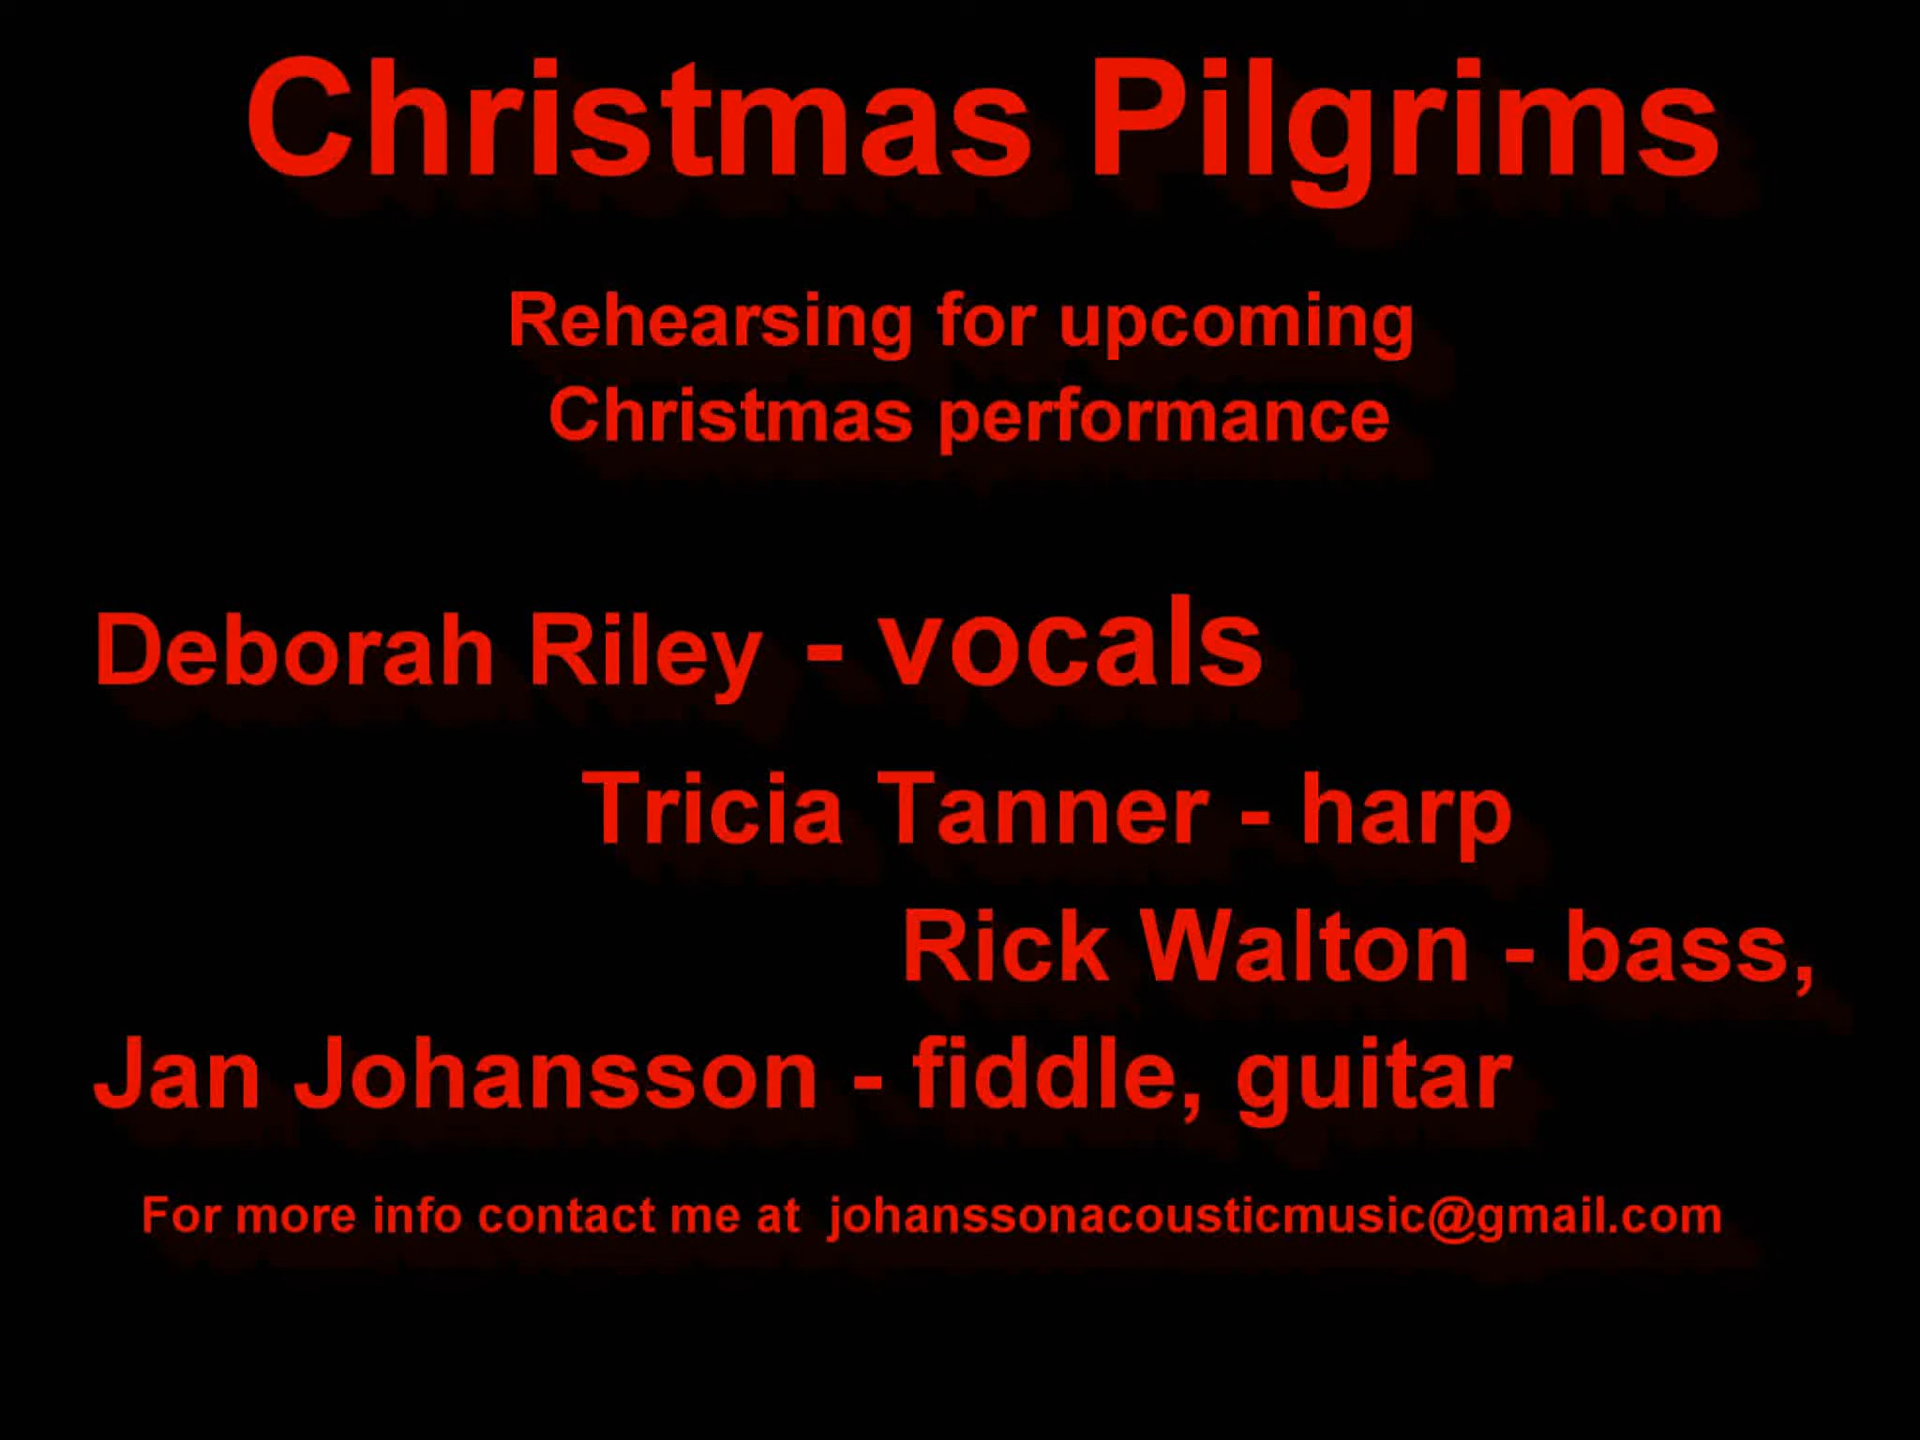 Christmas Pilgrims
Rehearsing for upcoming
Christmas performance
Deborah Riley - vocals
Tricia Tanner - harp
Rick Walton - bass,
Jan Johansson - fiddle, guitar
For more info contact me at johanssonacousticmusic@gmail.com